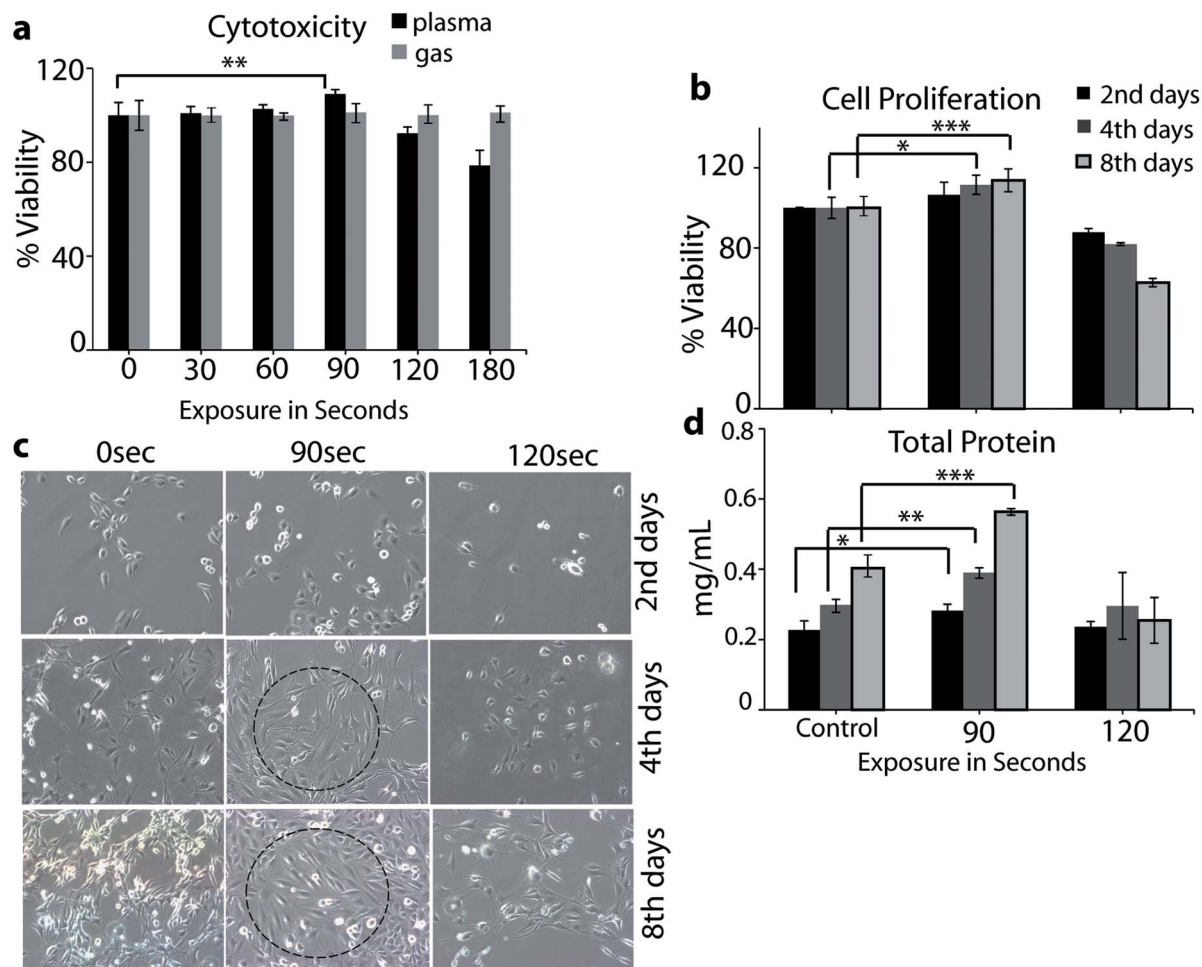 a
Cytotoxicity
plasma
gas
**
% Viability
120
80
40
0
0 30 60 90 120 180
Exposure in Seconds
b
Cell Proliferation
2nd days
4th days
8th days
***
*
% Viability
120
80
40
0
c
0sec 90sec 120sec
2nd days
4th days
8th days
d
Total Protein
***
**
*
mg/mL
0.8
0.6
0.4
0.2
0
Control 90 120
Exposure in Seconds